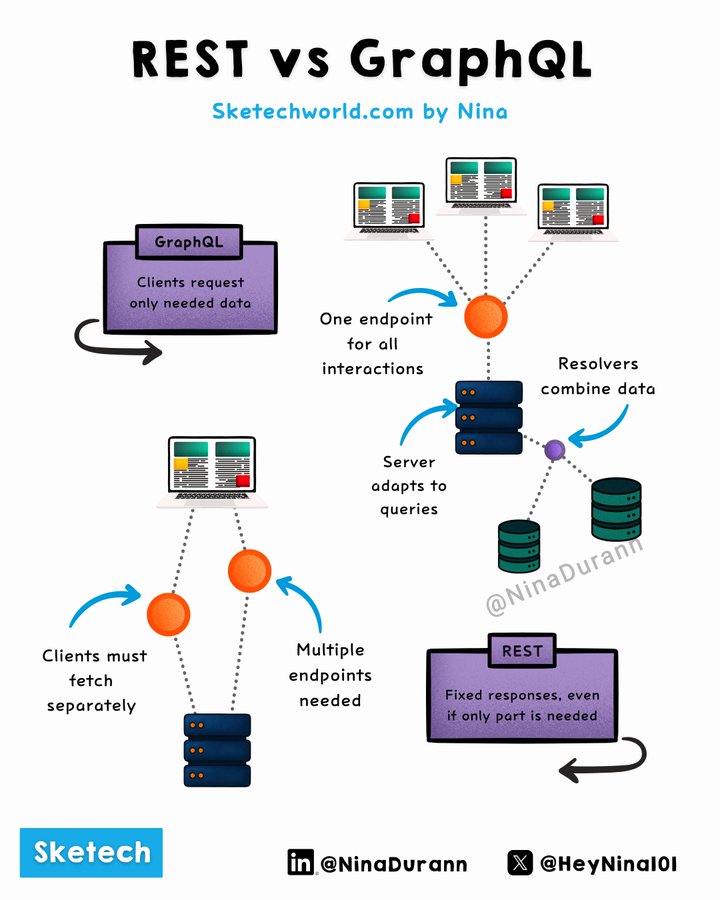 REST vs GraphQL
Sketechworld.com by Nina
GraphQL
Clients request
only needed data
One endpoint
for all
interactions
Resolvers
combine data
Server
adapts to
queries
@NinaDurann
Clients must
fetch
separately
Multiple
endpoints
needed
REST
Fixed responses, even
if only part is needed
Sketech
in @NinaDurann
X @HeyNina101